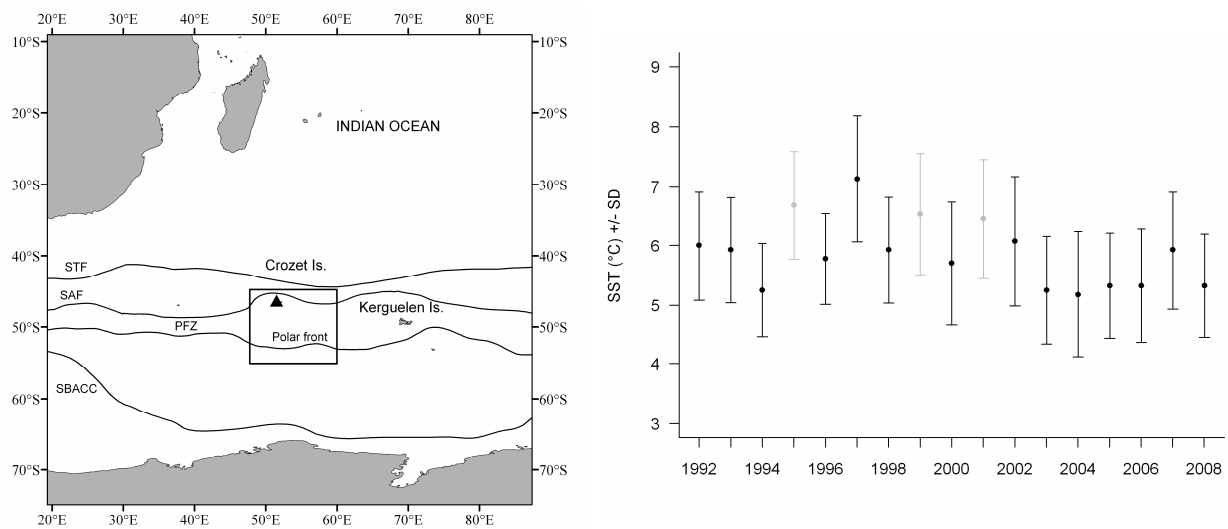 20°E 30°E 40°E 50°E 60°E 70°E 80°E
10°S 10°S
20°S 20°S
INDIAN OCEAN
30°S 30°S
40°S 40°S
STF
Crozet Is.
SAF
Kerguelen Is.
PFZ
50°S 50°S
Polar front
SBACC
60°S 60°S
70°S 70°S
20°E 30°E 40°E 50°E 60°E 70°E 80°E
SST (°C) +/- SD
9
8
7
6
5
4
3
1992 1994 1996 1998 2000 2002 2004 2006 2008